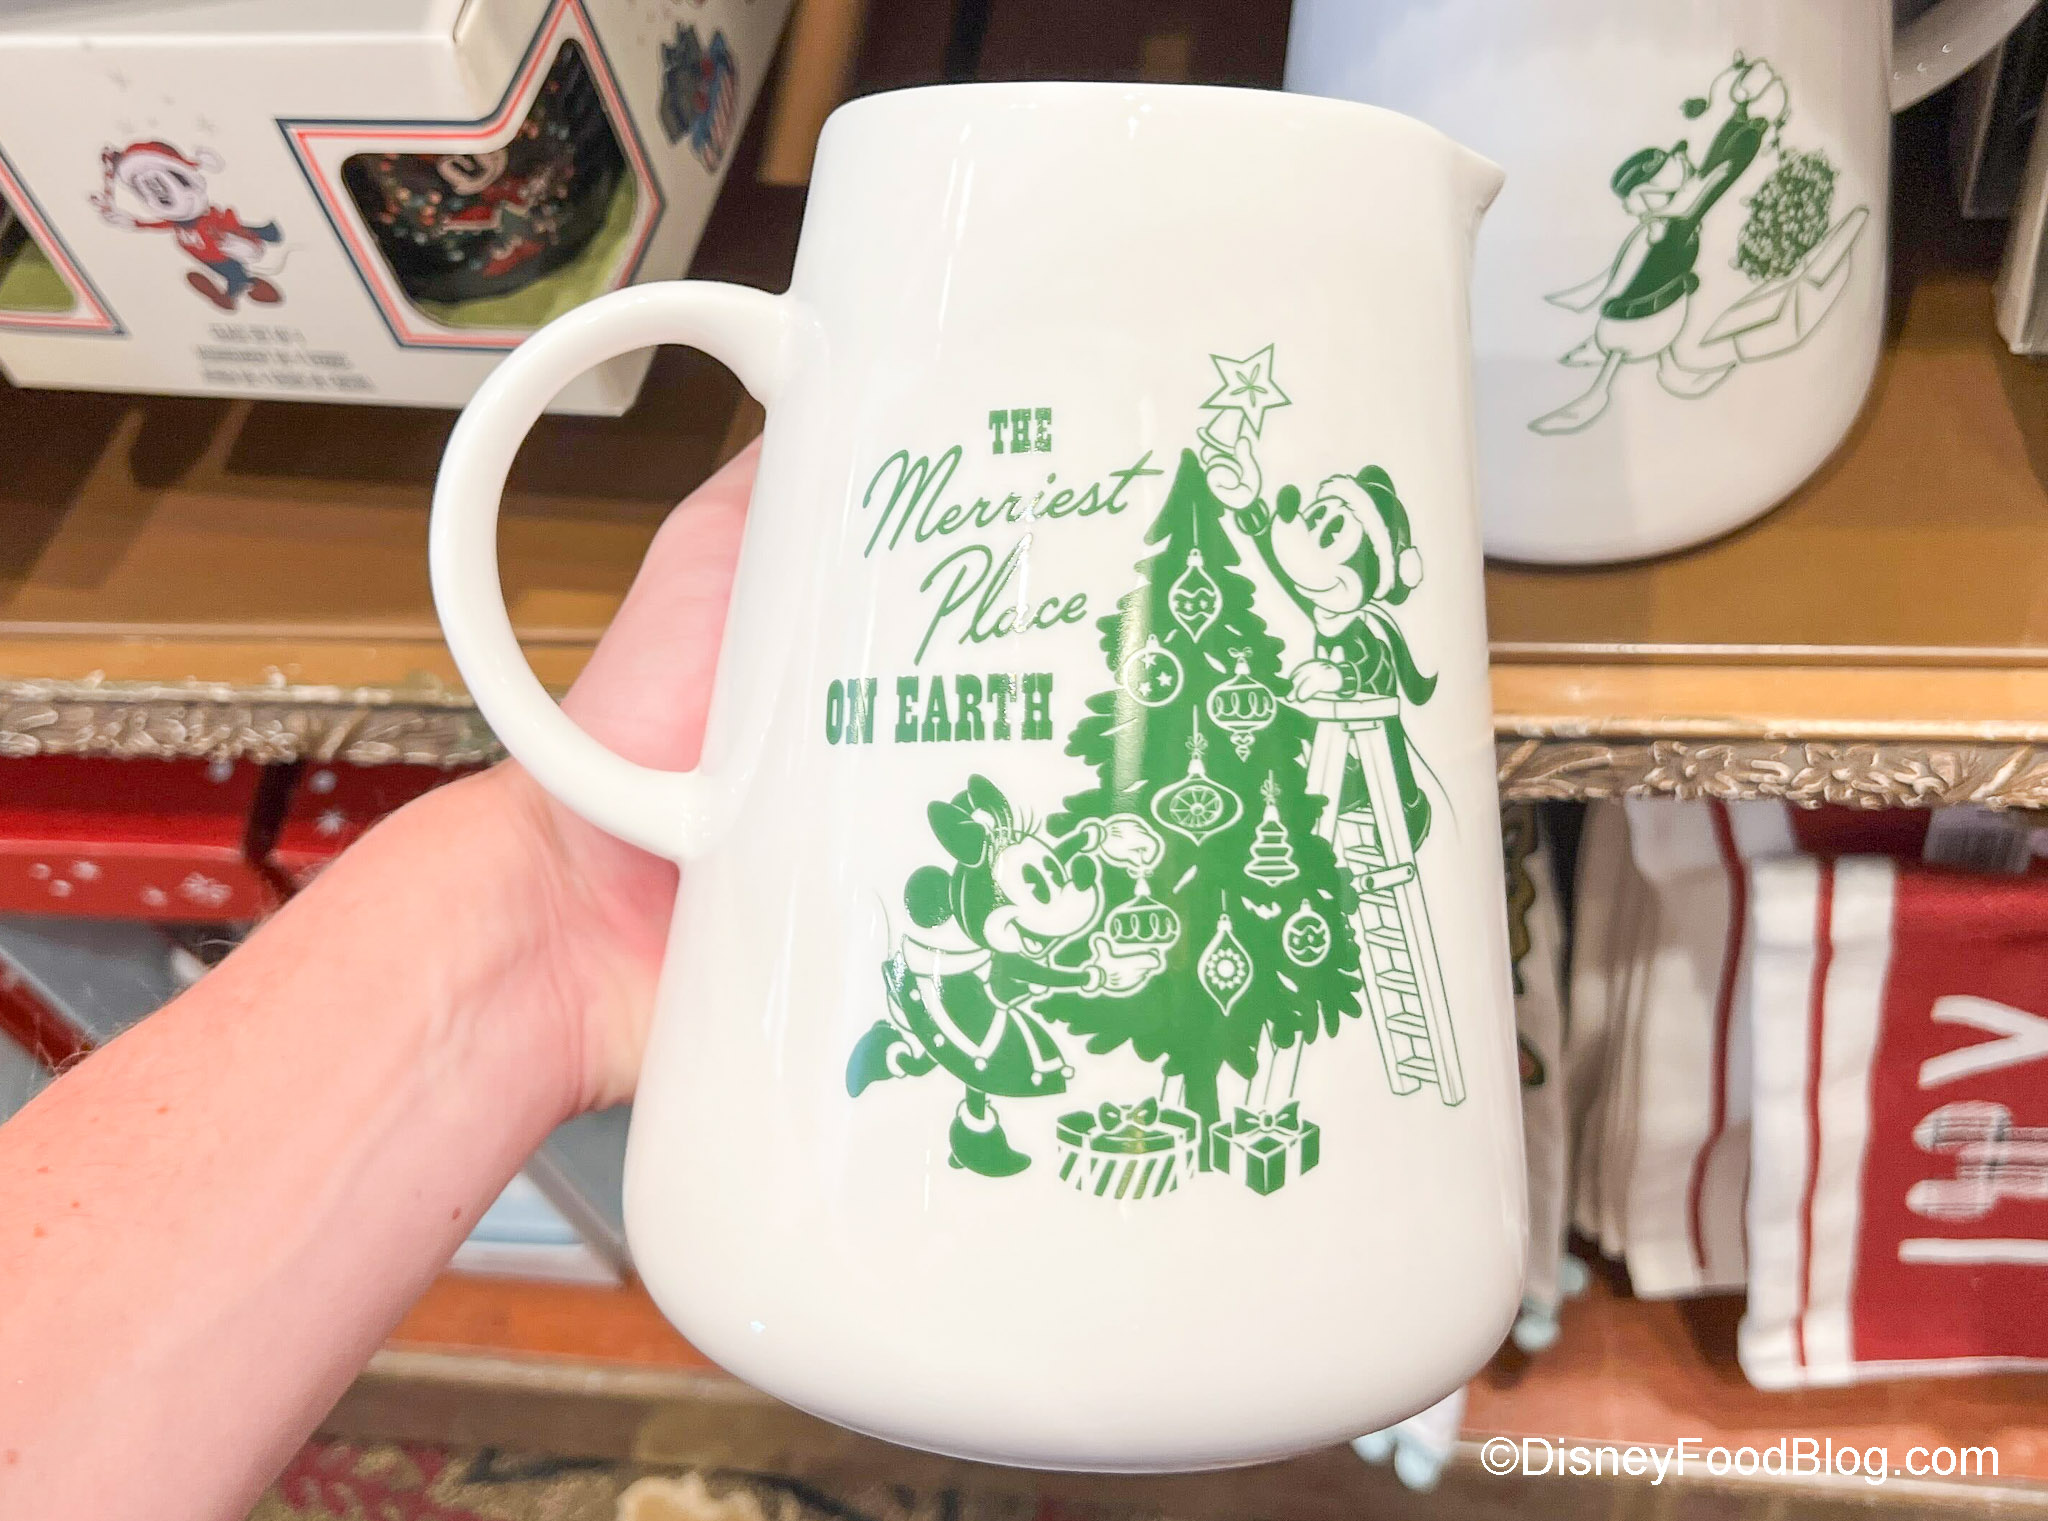 THE
Merriest
Place
ON EARTH
©DisneyFoodBlog.com